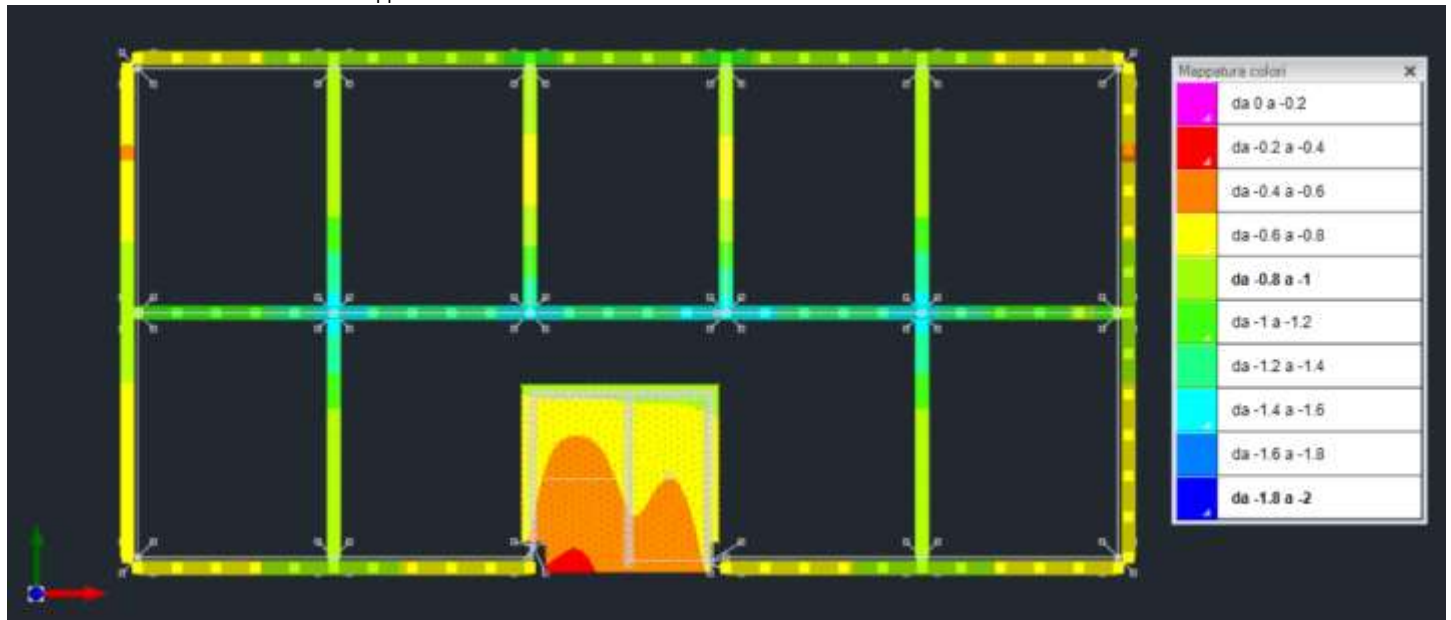 Mappatura colori
da 0 a -0.2
da -0.2 a -0.4
da -0.4 a -0.6
da -0.6 a -0.8
da -0.8 a -1
da -1 a -1.2
da -1.2 a -1.4
da -1.4 a -1.6
da -1.6 a -1.8
da -1.8 a -2